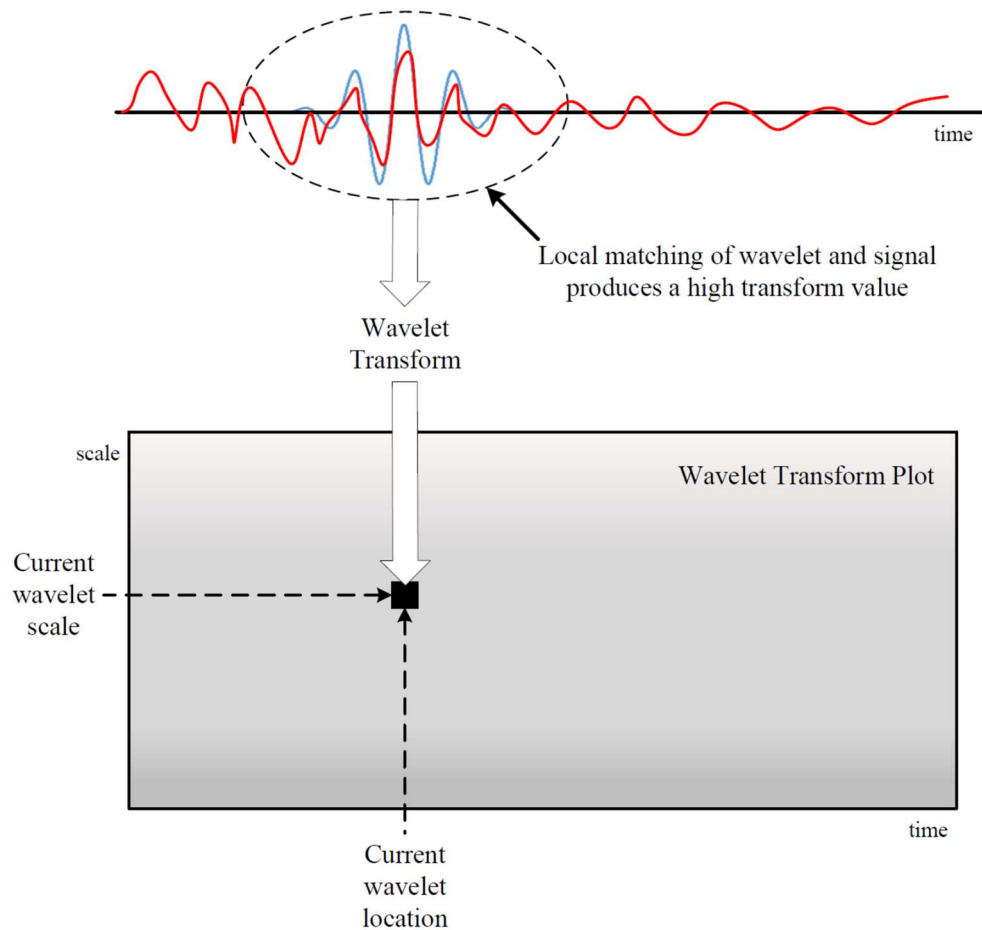 time
Local matching of wavelet and signal
produces a high transform value
Wavelet
Transform
scale
Wavelet Transform Plot
Current
wavelet
scale
time
Current
wavelet
location